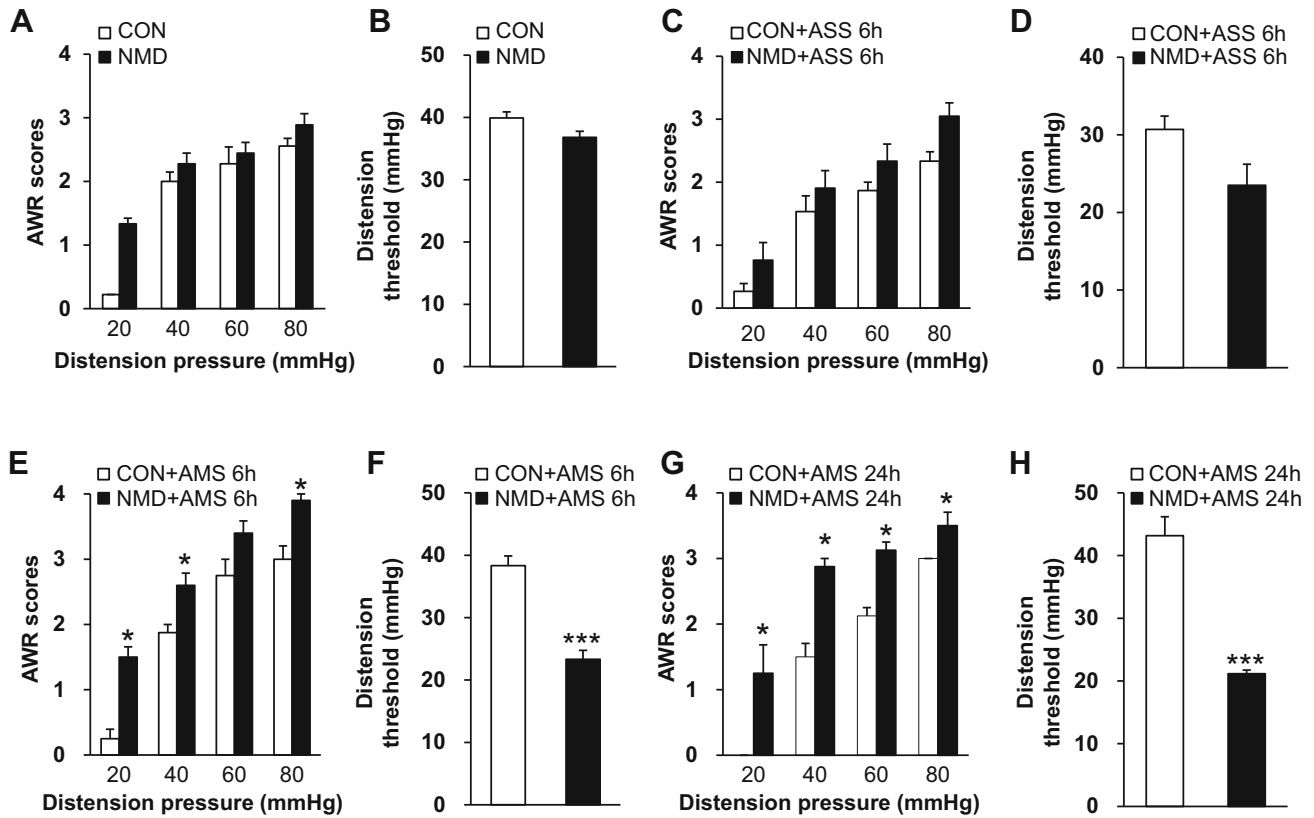 A
CON
NMD
AWR scores
4
3
2
1
0
20 40 60 80
Distension pressure (mmHg)
B
CON
NMD
Distension
threshold (mmHg)
50
40
30
20
10
0
C
CON+ASS 6h
NMD+ASS 6h
AWR scores
4
3
2
1
0
20 40 60 80
Distension pressure (mmHg)
D
CON+ASS 6h
NMD+ASS 6h
Distension
threshold (mmHg)
40
30
20
10
0
E
CON+AMS 6h
NMD+AMS 6h
AWR scores
4
3
2
1
0
* * *
20 40 60 80
Distension pressure (mmHg)
F
CON+AMS 6h
NMD+AMS 6h
Distension
threshold (mmHg)
50
40
30
20
10
0
***
G
CON+AMS 24h
NMD+AMS 24h
AWR scores
4
3
2
1
0
* * * *
20 40 60 80
Distension pressure (mmHg)
H
CON+AMS 24h
NMD+AMS 24h
Distension
threshold (mmHg)
50
40
30
20
10
0
***